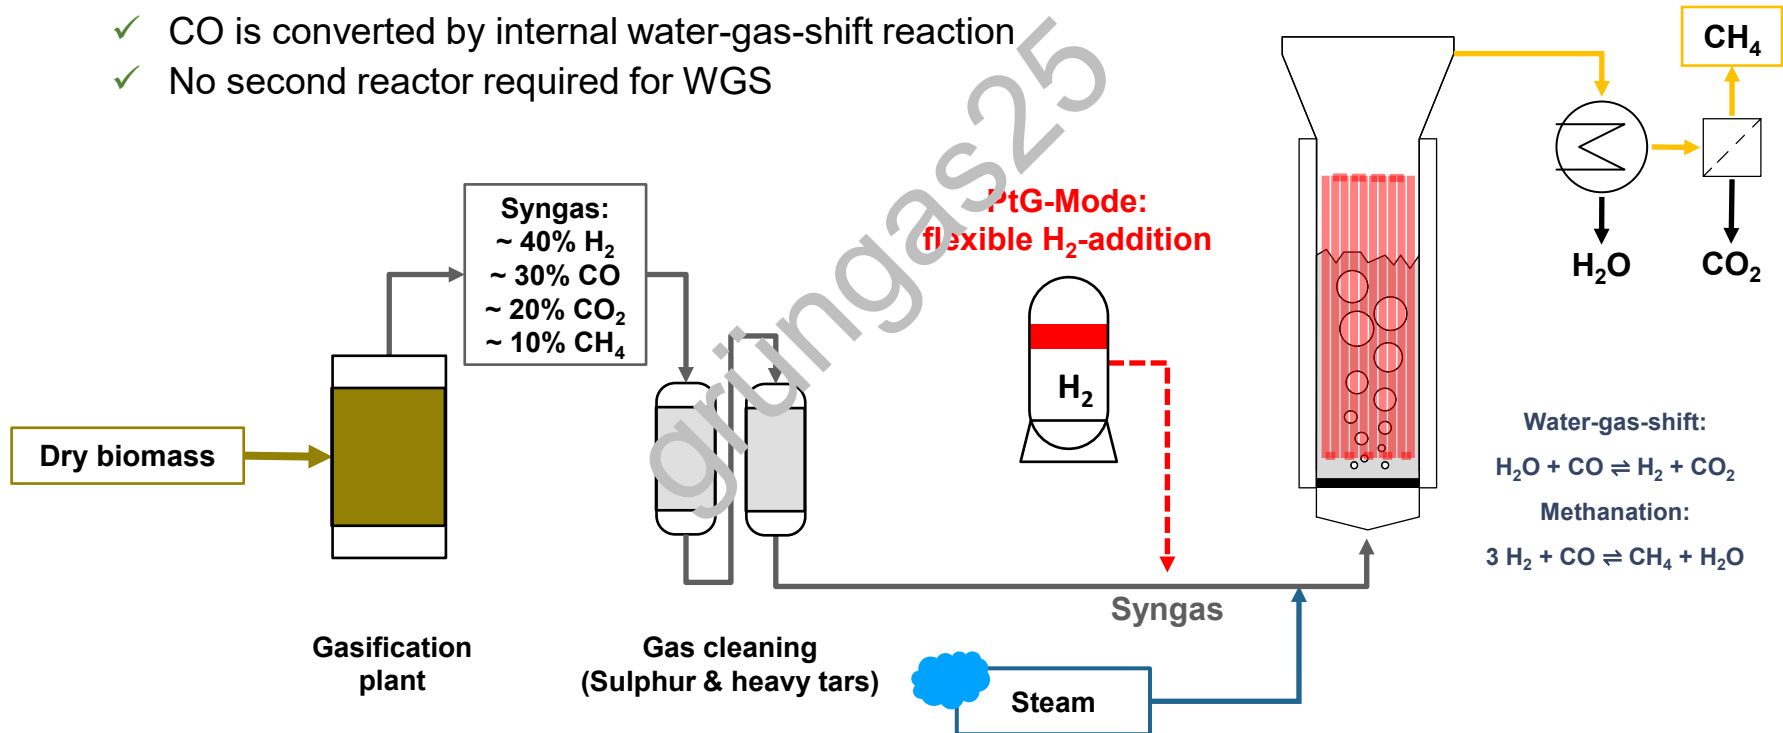 ✓ CO is converted by internal water-gas-shift reaction
✓ No second reactor required for WGS
CH₄
Syngas:
~ 40% H₂
~ 30% CO
~ 20% CO₂
~ 10% CH₄
PtG-Mode:
flexible H₂-addition
H₂O
CO₂
H₂
Dry biomass
Water-gas-shift:
H₂O + CO ⇌ H₂ + CO₂
Methanation:
3 H₂ + CO ⇌ CH₄ + H₂O
Syngas
Gasification
plant
Gas cleaning
(Sulphur & heavy tars)
Steam
grüngas25